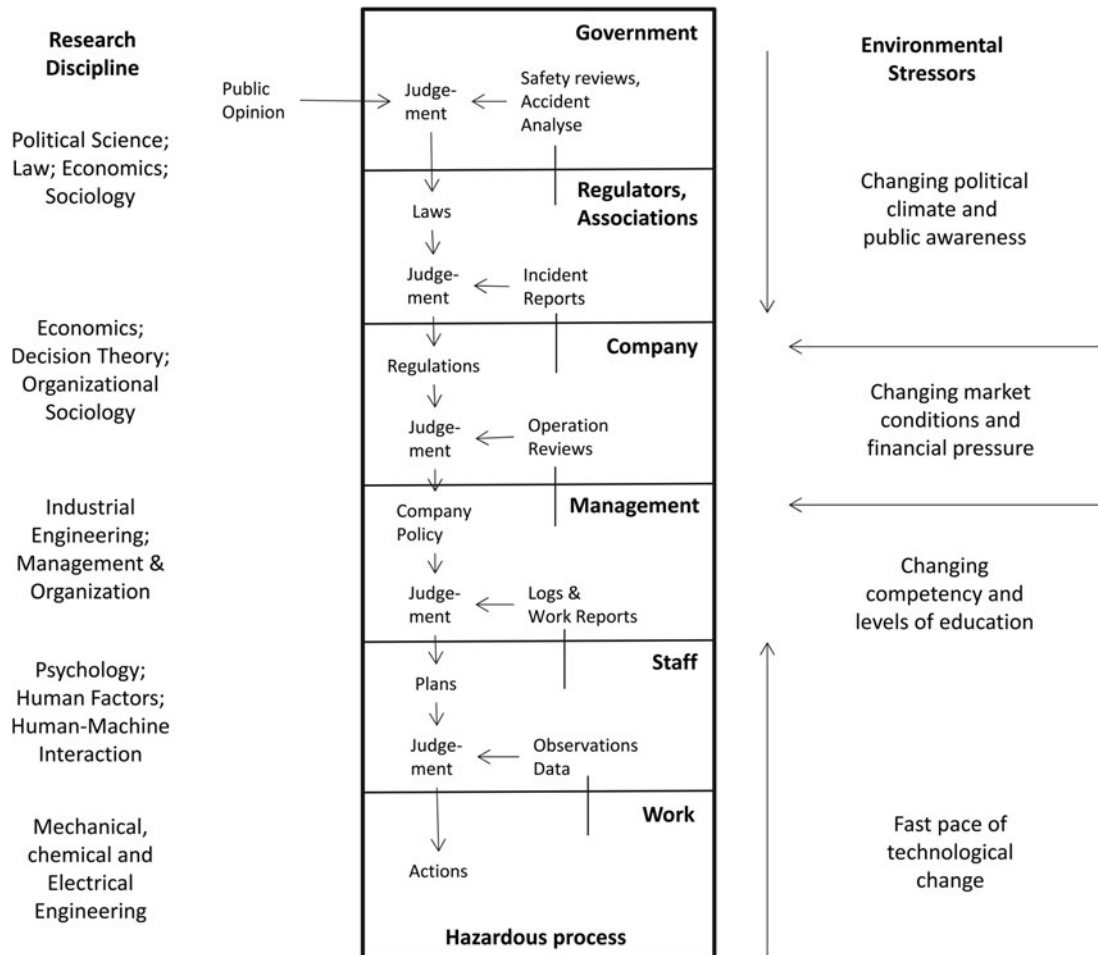 Research
Discipline
Political Science;
Law; Economics;
Sociology
Economics;
Decision Theory;
Organizational
Sociology
Industrial
Engineering;
Management &
Organization
Psychology;
Human Factors;
Human-Machine
Interaction
Mechanical,
chemical and
Electrical
Engineering
Public
Opinion
Government
Judge-
ment
Safety reviews,
Accident
Analyse
Regulators,
Associations
Laws
Judge-
ment
Incident
Reports
Company
Regulations
Judge-
ment
Operation
Reviews
Management
Company
Policy
Judge-
ment
Logs &
Work Reports
Staff
Plans
Judge-
ment
Observations
Data
Work
Actions
Hazardous process
Environmental
Stressors
Changing political
climate and
public awareness
Changing market
conditions and
financial pressure
Changing
competency and
levels of education
Fast pace of
technological
change